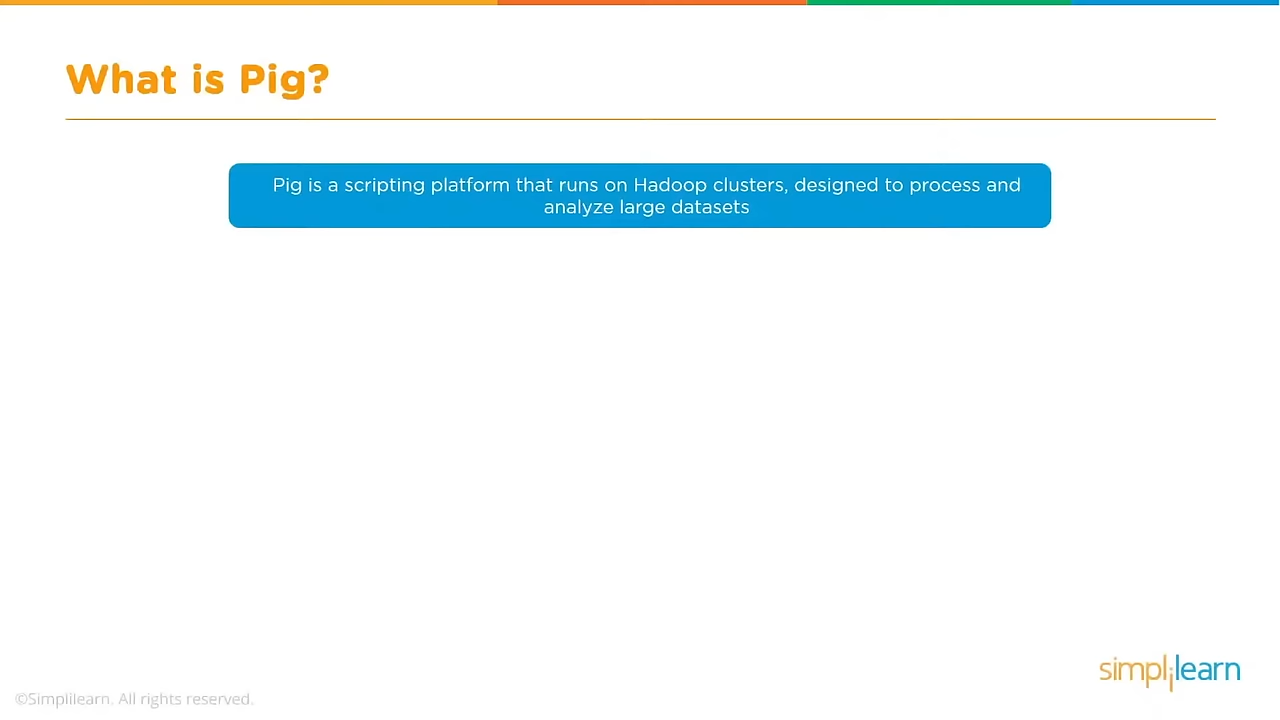 What is Pig?
Pig is a scripting platform that runs on Hadoop clusters, designed to process and
analyze large datasets
simplilearn
©Simplilearn. All rights reserved.